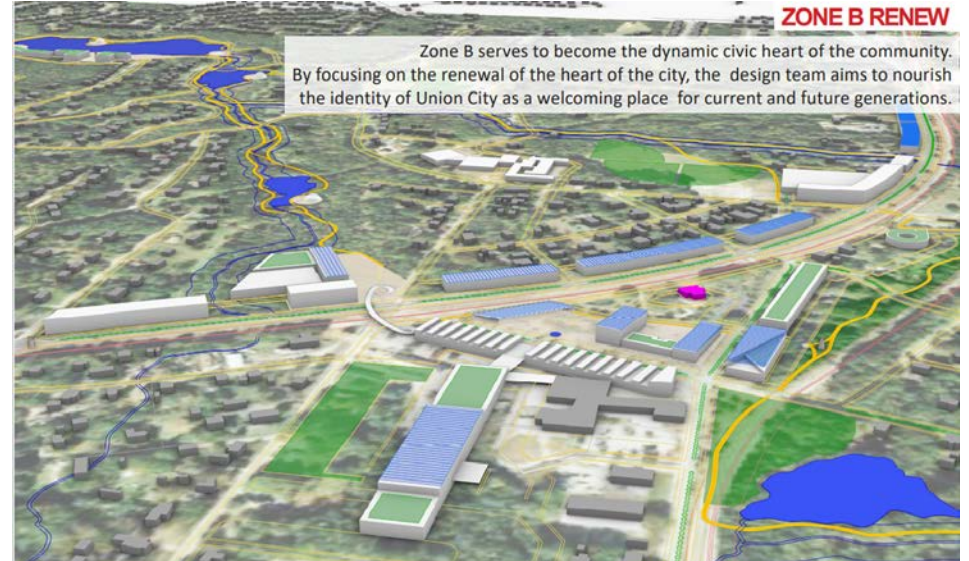 ZONE B RENEW
Zone B serves to become the dynamic civic heart of the community.
By focusing on the renewal of the heart of the city, the design team aims to nourish
the identity of Union City as a welcoming place for current and future generations.